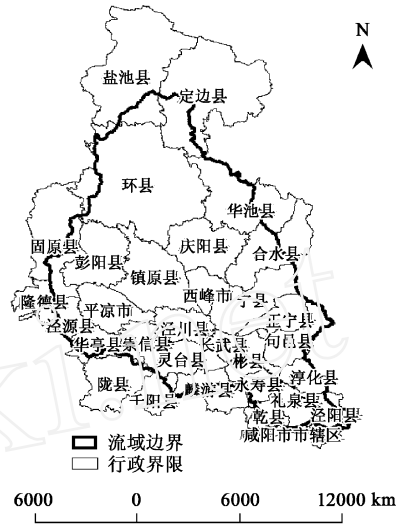 N
盐池县
定边县
环县
华池县
固原县
庆阳县
合水县
彭阳县
镇原县
西峰市
隆德县
宁县
平凉市
正宁县
泾源县
泾川县
旬邑县
华亭县
崇信县
长武县
灵台县
彬县
陇县
淳化县
千阳县
麟游县
永寿县
礼泉县
乾县
泾阳县
咸阳市市辖区
流域边界
行政界限
6000 0 6000 12000 km